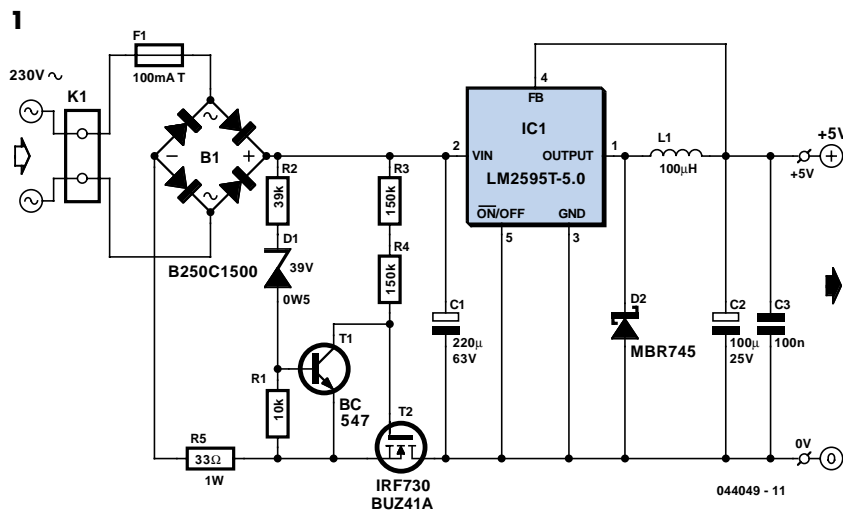 1
F1
100mA T
230V ~
K1
B1
–
+
B250C1500
R2
39k
D1
39V
0W5
R1
10k
R5
33Ω
1W
T1
BC
547
R3
150k
R4
150k
T2
IRF730
BUZ41A
C1
220µ
63V
2
4
FB
IC1
VIN
OUTPUT
LM2595T-5.0
ON/OFF
GND
5
3
1
L1
100µH
D2
MBR745
C2
100µ
25V
C3
100n
+5V
+5V
+
0V
0
044049 - 11